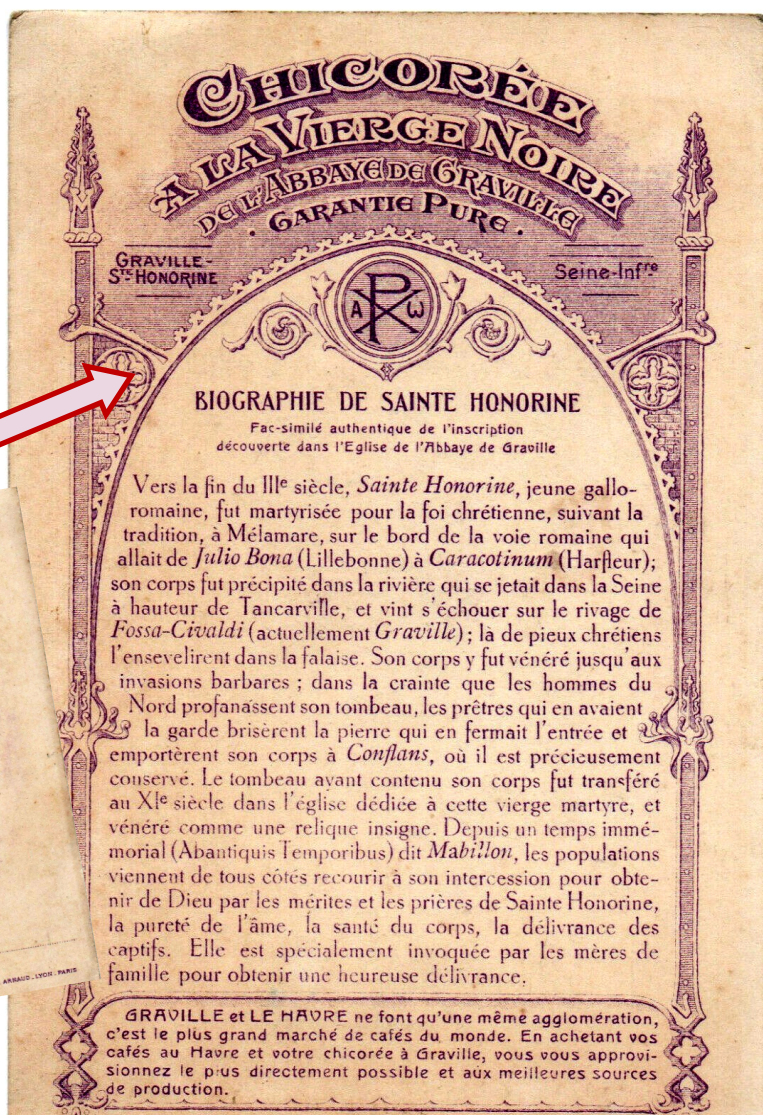 CHICORÉE
A LA VIERGE NOIRE
DE L'ABBAYE DE GRAVILLE
· GARANTIE PURE ·
GRAVILLE-
STE HONORINE
Seine-Infre
A P ω
BIOGRAPHIE DE SAINTE HONORINE
Fac-similé authentique de l'inscription
découverte dans l'Eglise de l'Abbaye de Graville
Vers la fin du IIIe siècle, Sainte Honorine, jeune gallo-
romaine, fut martyrisée pour la foi chrétienne, suivant la
tradition, à Mélamare, sur le bord de la voie romaine qui
allait de Julio Bona (Lillebonne) à Caracotinum (Harfleur);
son corps fut précipité dans la rivière qui se jetait dans la Seine
à hauteur de Tancarville, et vint s'échouer sur le rivage de
Fossa-Civaldi (actuellement Graville); là de pieux chrétiens
l'ensevelirent dans la falaise. Son corps y fut vénéré jusqu'aux
invasions barbares ; dans la crainte que les hommes du
Nord profanassent son tombeau, les prêtres qui en avaient
la garde brisèrent la pierre qui en fermait l'entrée et
emportèrent son corps à Conflans, où il est précieusement
conservé. Le tombeau ayant contenu son corps fut transféré
au XIe siècle dans l'église dédiée à cette vierge martyre, et
vénéré comme une relique insigne. Depuis un temps immé-
morial (Abantiquis Temporibus) dit Mabillon, les populations
viennent de tous côtés recourir à son intercession pour obte-
nir de Dieu par les mérites et les prières de Sainte Honorine,
la pureté de l'âme, la santé du corps, la délivrance des
captifs. Elle est spécialement invoquée par les mères de
famille pour obtenir une heureuse délivrance.
ARNAUD_LYON_PARIS
GRAVILLE et LE HAVRE ne font qu'une même agglomération,
c'est le plus grand marché de cafés du monde. En achetant vos
cafés au Havre et votre chicorée à Graville, vous vous approvi-
sionnez le plus directement possible et aux meilleures sources
de production.